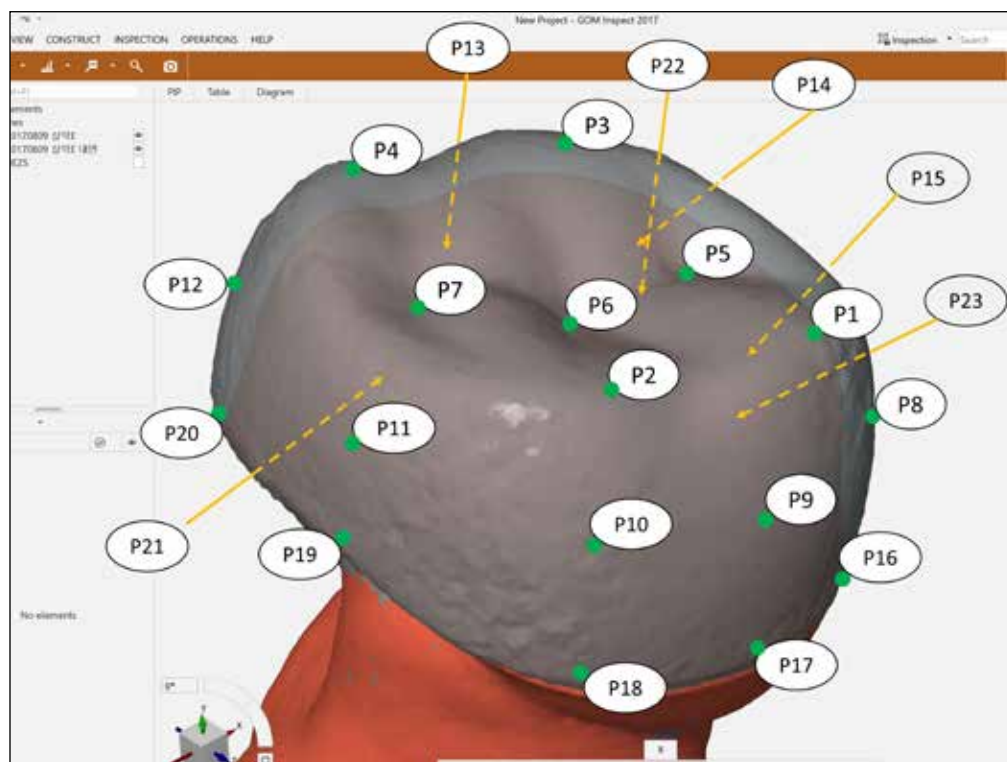 New Project - GOM Inspect 2017
VIEW CONSTRUCT INSPECTION OPERATIONS HELP
Inspection
Search
PIP Table Diagram
P13
P22
P14
P3
P4
P15
P5
P12
P7
P6
P1
P23
P2
P8
P20
P11
P9
P21
P19
P10
P16
P17
P18
No elements
Y
X